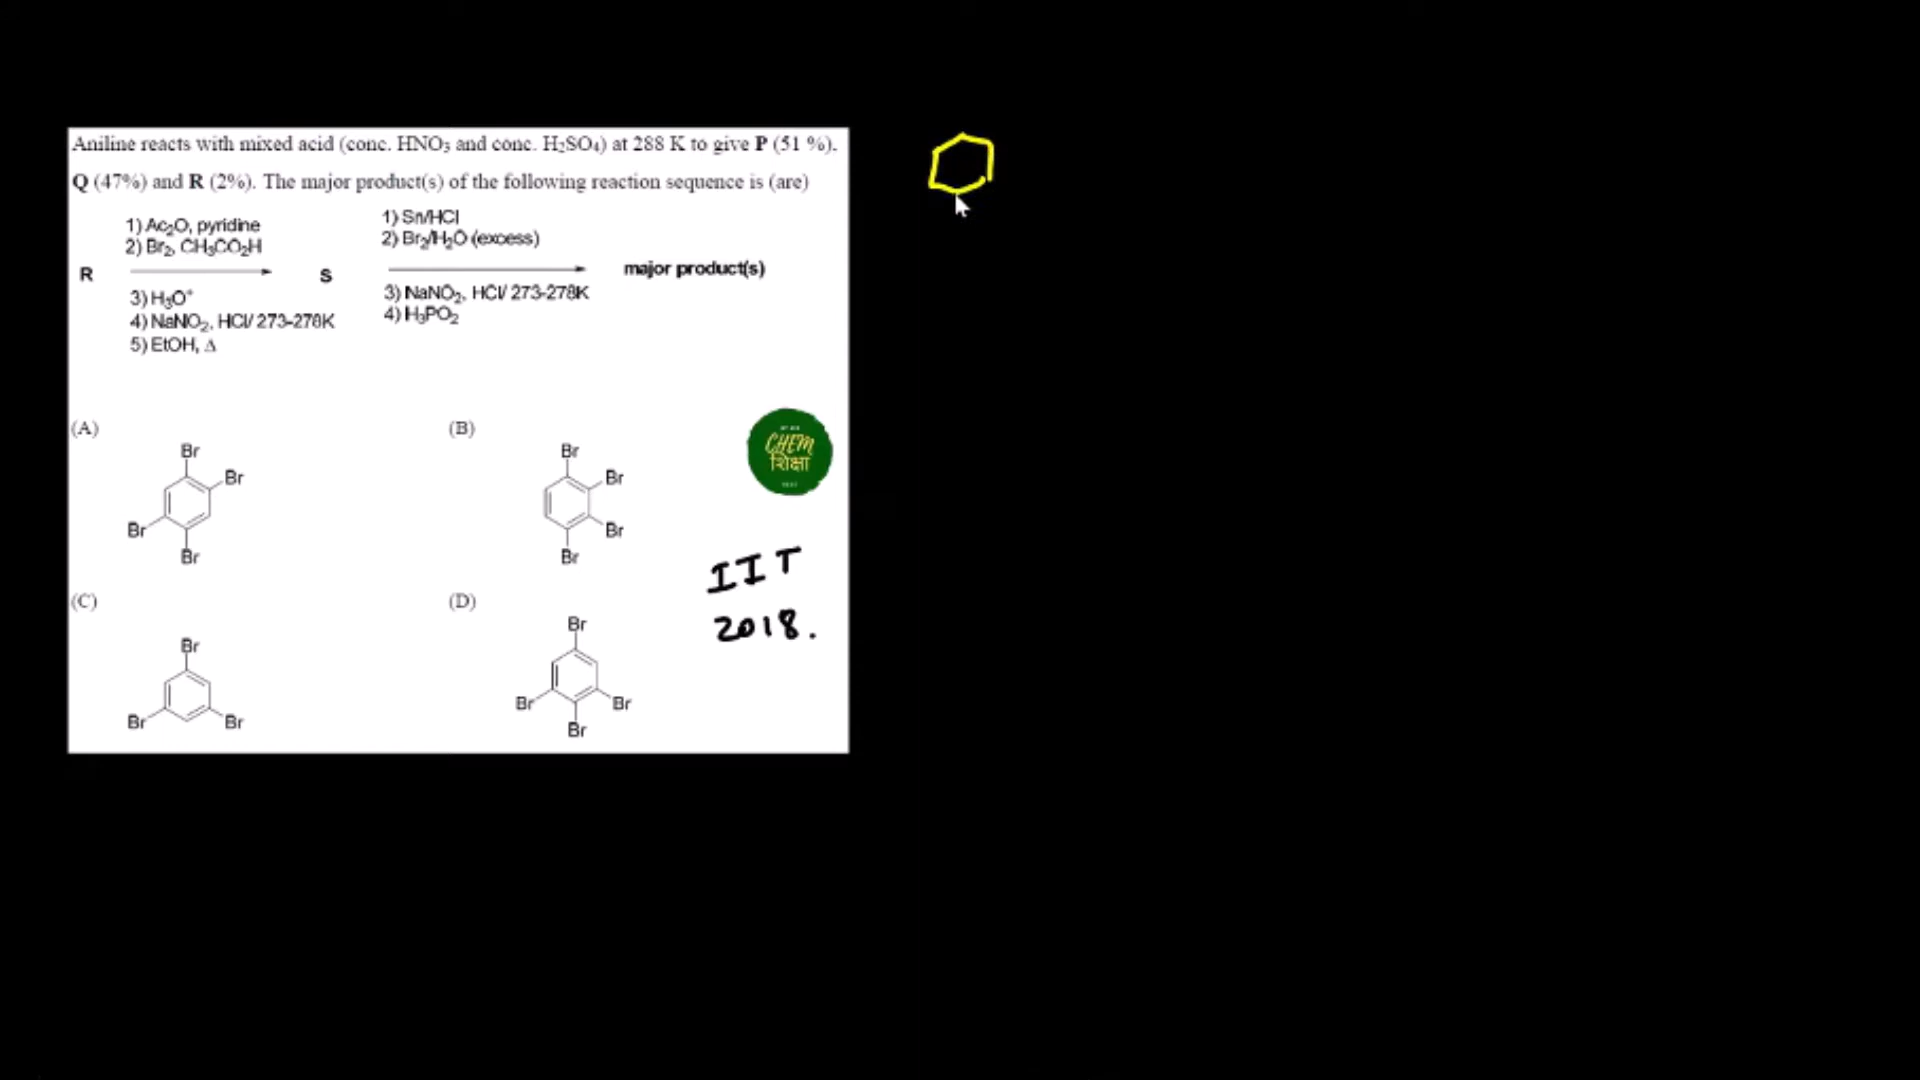 Aniline reacts with mixed acid (conc. HNO₃ and conc. H₂SO₄) at 288 K to give P (51 %),
Q (47%) and R (2%). The major product(s) of the following reaction sequence is (are)
1) Ac₂O, pyridine
2) Br₂, CH₃CO₂H
R
3) H₃O⁺
4) NaNO₂, HCl/ 273-278K
5) EtOH, Δ
S
1) Sn/HCl
2) Br₂/H₂O (excess)
3) NaNO₂, HCl/ 273-278K
4) H₃PO₂
major product(s)
(A)
Br
Br
Br
Br
(B)
Br
Br
Br
Br
CHEM
शिक्षा
(C)
Br
Br
Br
(D)
Br
Br
Br
Br
IIT
2018.